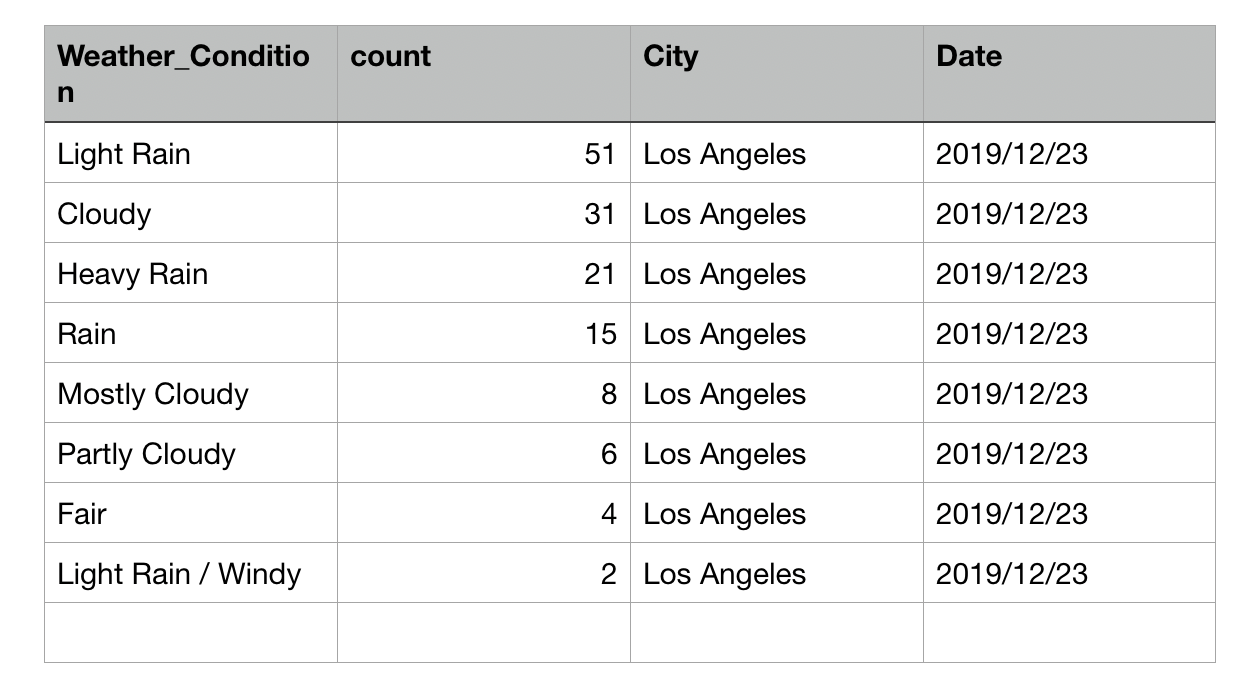 Weather_Conditio
n count City Date
Light Rain 51 Los Angeles 2019/12/23
Cloudy 31 Los Angeles 2019/12/23
Heavy Rain 21 Los Angeles 2019/12/23
Rain 15 Los Angeles 2019/12/23
Mostly Cloudy 8 Los Angeles 2019/12/23
Partly Cloudy 6 Los Angeles 2019/12/23
Fair 4 Los Angeles 2019/12/23
Light Rain / Windy 2 Los Angeles 2019/12/23